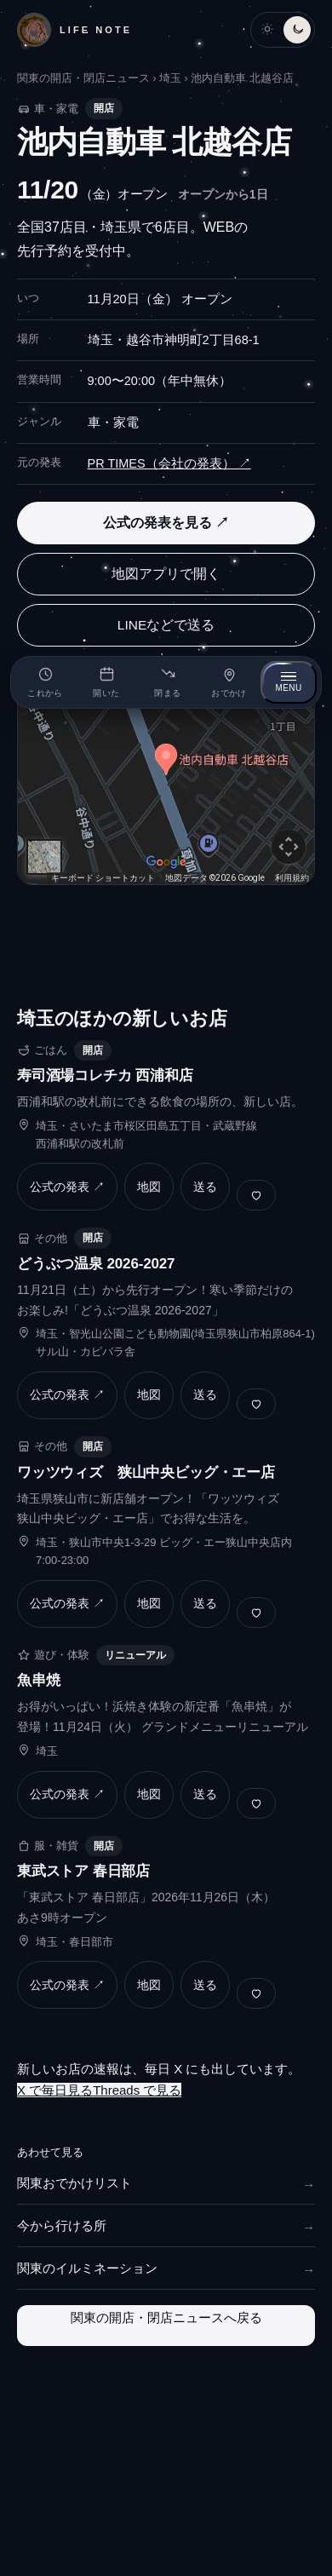 LIFE NOTE
関東の開店・閉店ニュース › 埼玉 › 池内自動車 北越谷店
車・家電 開店
池内自動車 北越谷店
11/20（金）オープン オープンから1日
全国37店目・埼玉県で6店目。WEBの
先行予約を受付中。
いつ 11月20日（金） オープン
場所 埼玉・越谷市神明町2丁目68-1
営業時間 9:00〜20:00（年中無休）
ジャンル 車・家電
元の発表 PR TIMES（会社の発表） ↗
公式の発表を見る ↗
地図アプリで開く
LINEなどで送る
これから 開いた 閉まる おでかけ MENU
谷中通り
1丁目
池内自動車 北越谷店
谷中通り
草加
Google
キーボード ショートカット 地図データ ©2026 Google 利用規約
埼玉のほかの新しいお店
ごはん 開店
寿司酒場コレチカ 西浦和店
西浦和駅の改札前にできる飲食の場所の、新しい店。
埼玉・さいたま市桜区田島五丁目・武蔵野線
西浦和駅の改札前
公式の発表 ↗ 地図 送る
その他 開店
どうぶつ温泉 2026-2027
11月21日（土）から先行オープン！寒い季節だけの
お楽しみ!「どうぶつ温泉 2026-2027」
埼玉・智光山公園こども動物園(埼玉県狭山市柏原864-1)
サル山・カピバラ舎
公式の発表 ↗ 地図 送る
その他 開店
ワッツウィズ　狭山中央ビッグ・エー店
埼玉県狭山市に新店舗オープン！「ワッツウィズ
狭山中央ビッグ・エー店」でお得な生活を。
埼玉・狭山市中央1-3-29 ビッグ・エー狭山中央店内
7:00-23:00
公式の発表 ↗ 地図 送る
遊び・体験 リニューアル
魚串焼
お得がいっぱい！浜焼き体験の新定番「魚串焼」が
登場！11月24日（火） グランドメニューリニューアル
埼玉
公式の発表 ↗ 地図 送る
服・雑貨 開店
東武ストア 春日部店
「東武ストア 春日部店」2026年11月26日（木）
あさ9時オープン
埼玉・春日部市
公式の発表 ↗ 地図 送る
新しいお店の速報は、毎日 X にも出しています。
X で毎日見るThreads で見る
あわせて見る
関東おでかけリスト →
今から行ける所 →
関東のイルミネーション →
関東の開店・閉店ニュースへ戻る